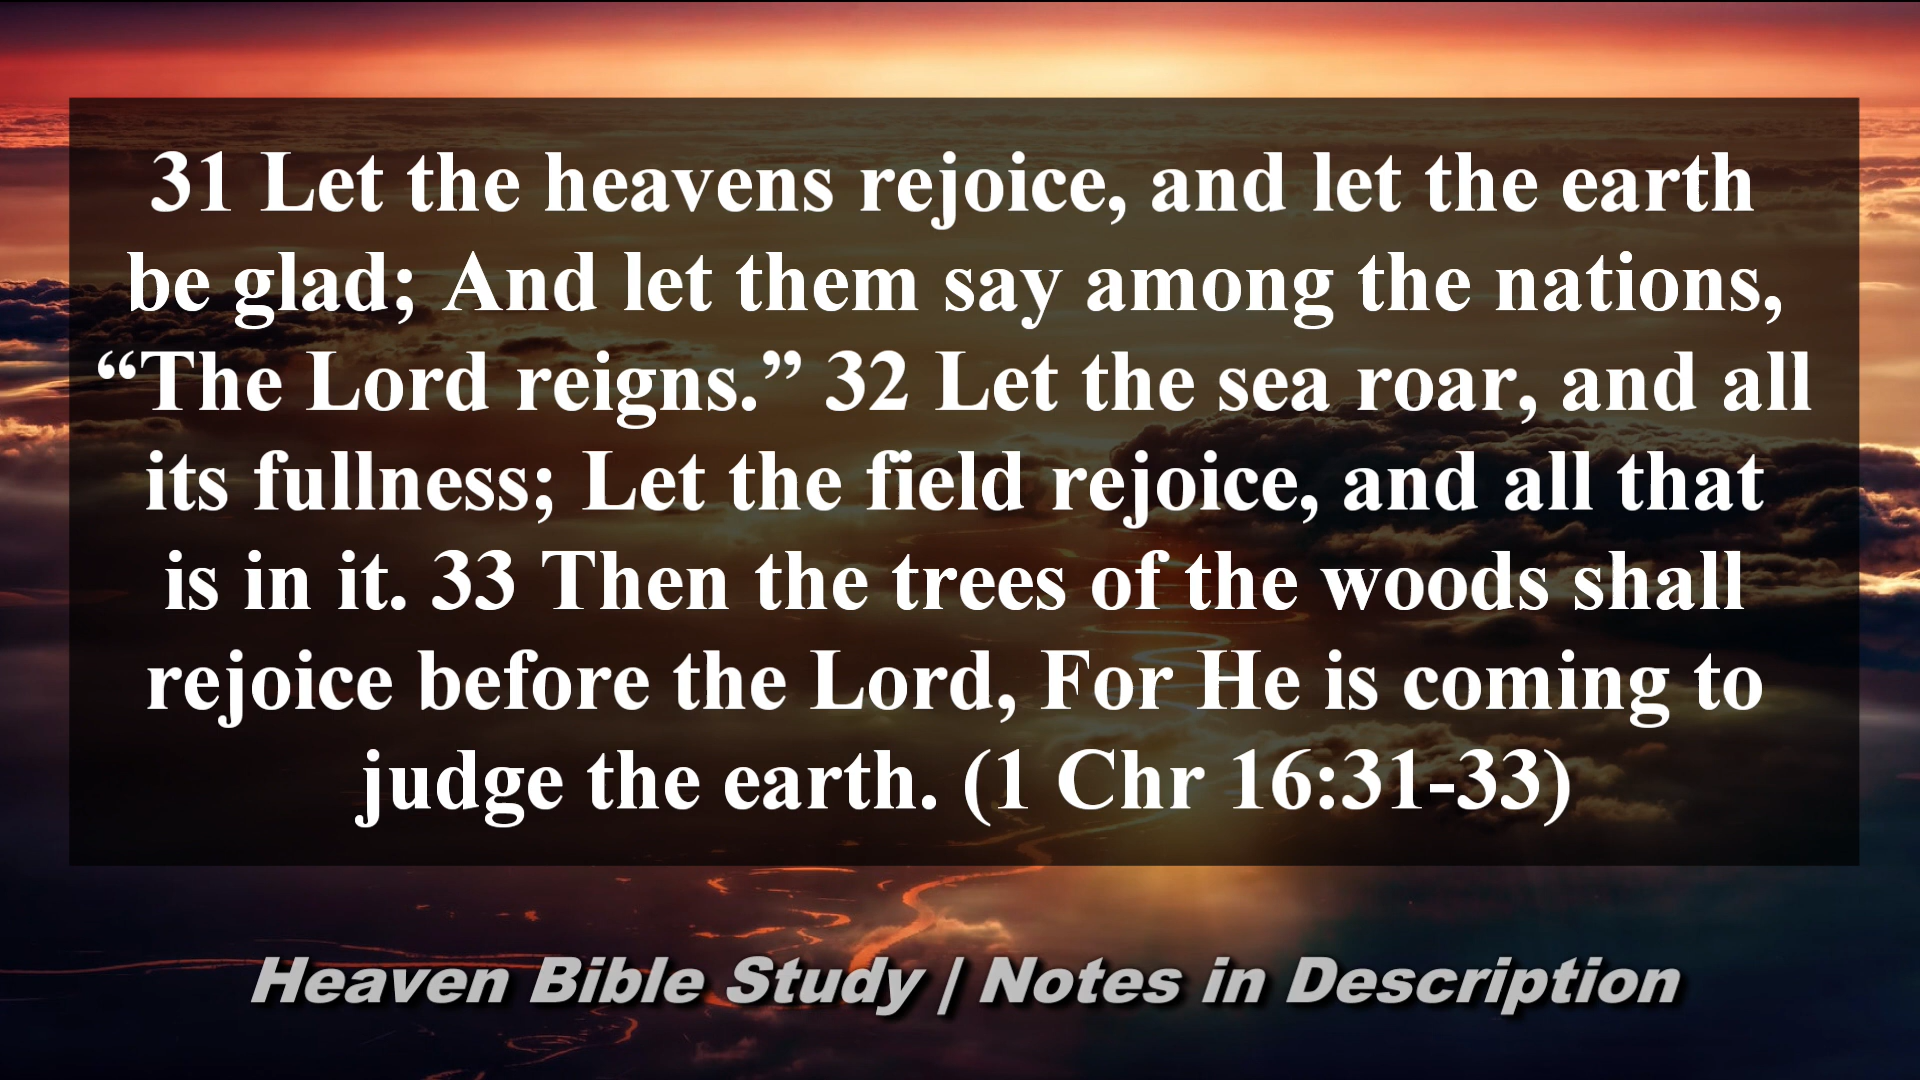 31 Let the heavens rejoice, and let the earth
be glad; And let them say among the nations,
“The Lord reigns.” 32 Let the sea roar, and all
its fullness; Let the field rejoice, and all that
is in it. 33 Then the trees of the woods shall
rejoice before the Lord, For He is coming to
judge the earth. (1 Chr 16:31-33)
Heaven Bible Study | Notes in Description